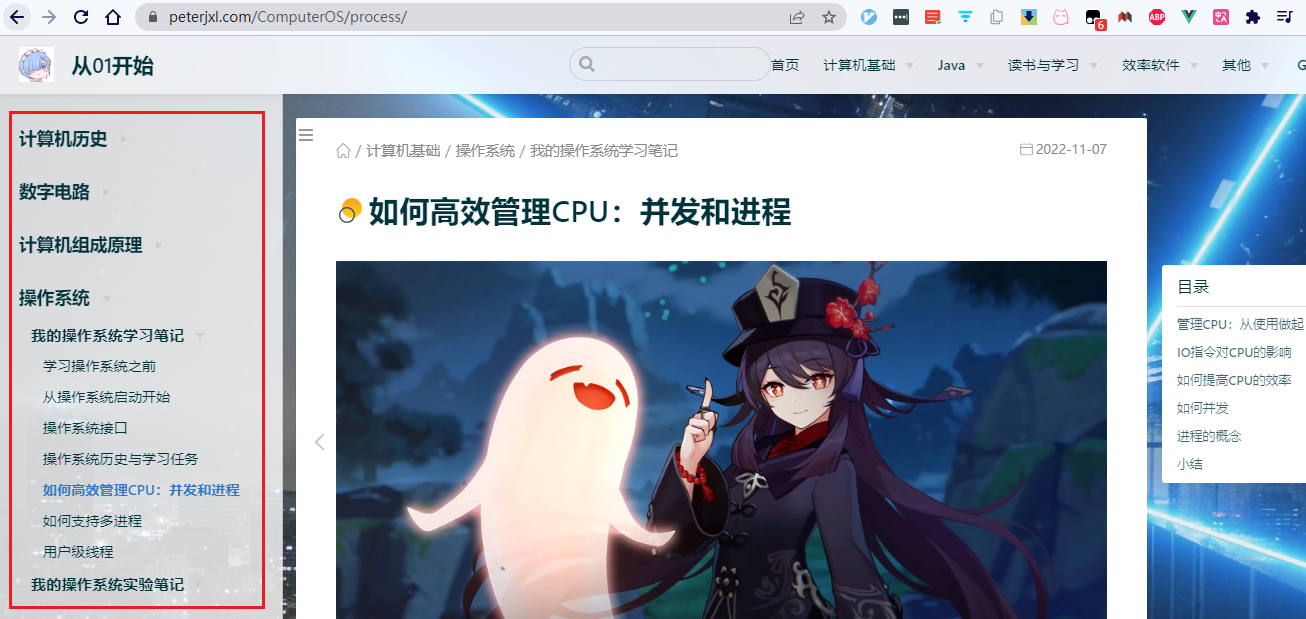 peterjxl.com/ComputerOS/process/
6
ABP
从01开始
首页 计算机基础 Java 读书与学习 效率软件 其他 G
计算机历史
数字电路
计算机组成原理
操作系统
我的操作系统学习笔记
学习操作系统之前
从操作系统启动开始
操作系统接口
操作系统历史与学习任务
如何高效管理CPU：并发和进程
如何支持多进程
用户级线程
我的操作系统实验笔记
/ 计算机基础 / 操作系统 / 我的操作系统学习笔记
2022-11-07
如何高效管理CPU：并发和进程
目录
管理CPU：从使用做起
IO指令对CPU的影响
如何提高CPU的效率
如何并发
进程的概念
小结